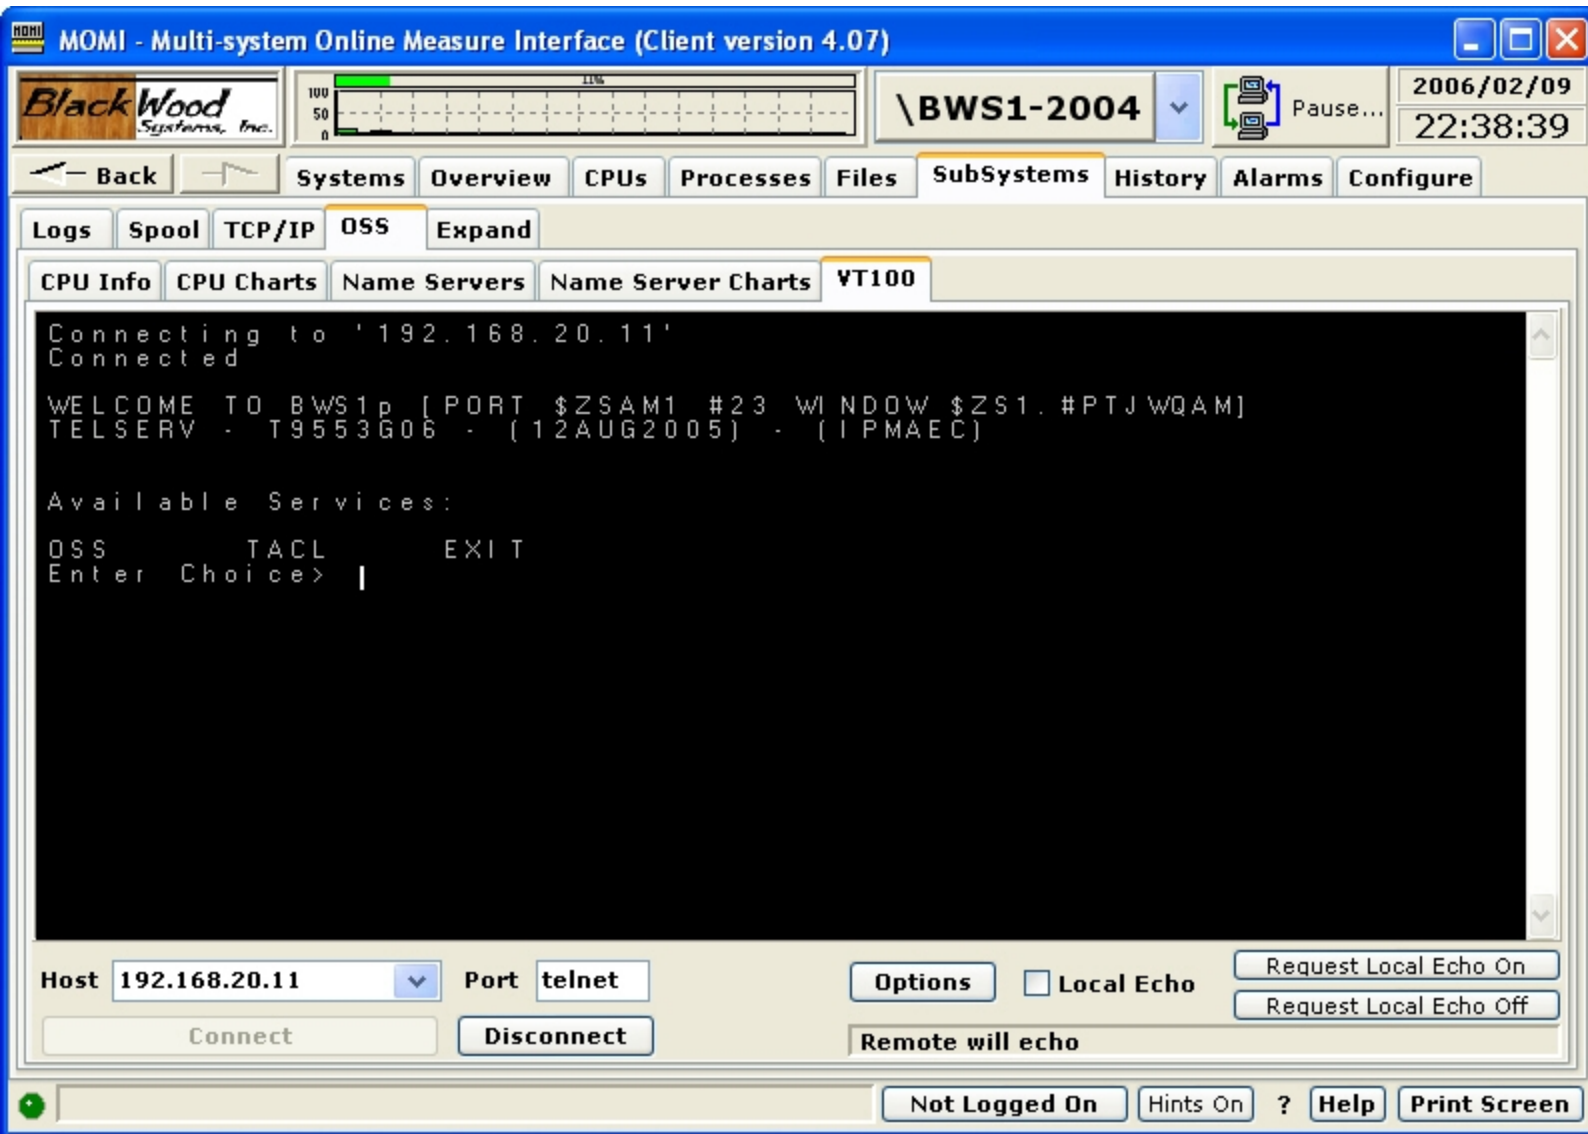 MOMI
MOMI - Multi-system Online Measure Interface (Client version 4.07)
BlackWood
Systems, Inc.
11%
100
50
0
\BWS1-2004
Pause...
2006/02/09
22:38:39
Back
Systems Overview CPUs Processes Files SubSystems History Alarms Configure
Logs Spool TCP/IP OSS Expand
CPU Info CPU Charts Name Servers Name Server Charts VT100
Connecting to '192.168.20.11'
Connected
WELCOME TO BWS1p [PORT $ZSAM1 #23 WINDOW $ZS1.#PTJWQAM]
TELSERV - T9553G06 - (12AUG2005) - (IPMAEC)
Available Services:
OSS TACL EXIT
Enter Choice>
Host 192.168.20.11 Port telnet Options Local Echo Request Local Echo On
Request Local Echo Off
Connect Disconnect Remote will echo
Not Logged On Hints On ? Help Print Screen